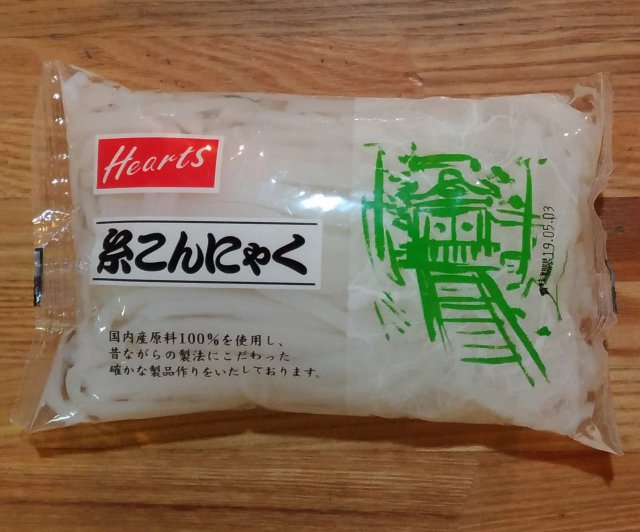 Hearts
糸こんにゃく
国内産原料100%を使用し、
昔ながらの製法にこだわった
確かな製品作りをいたしております。
19.05.03